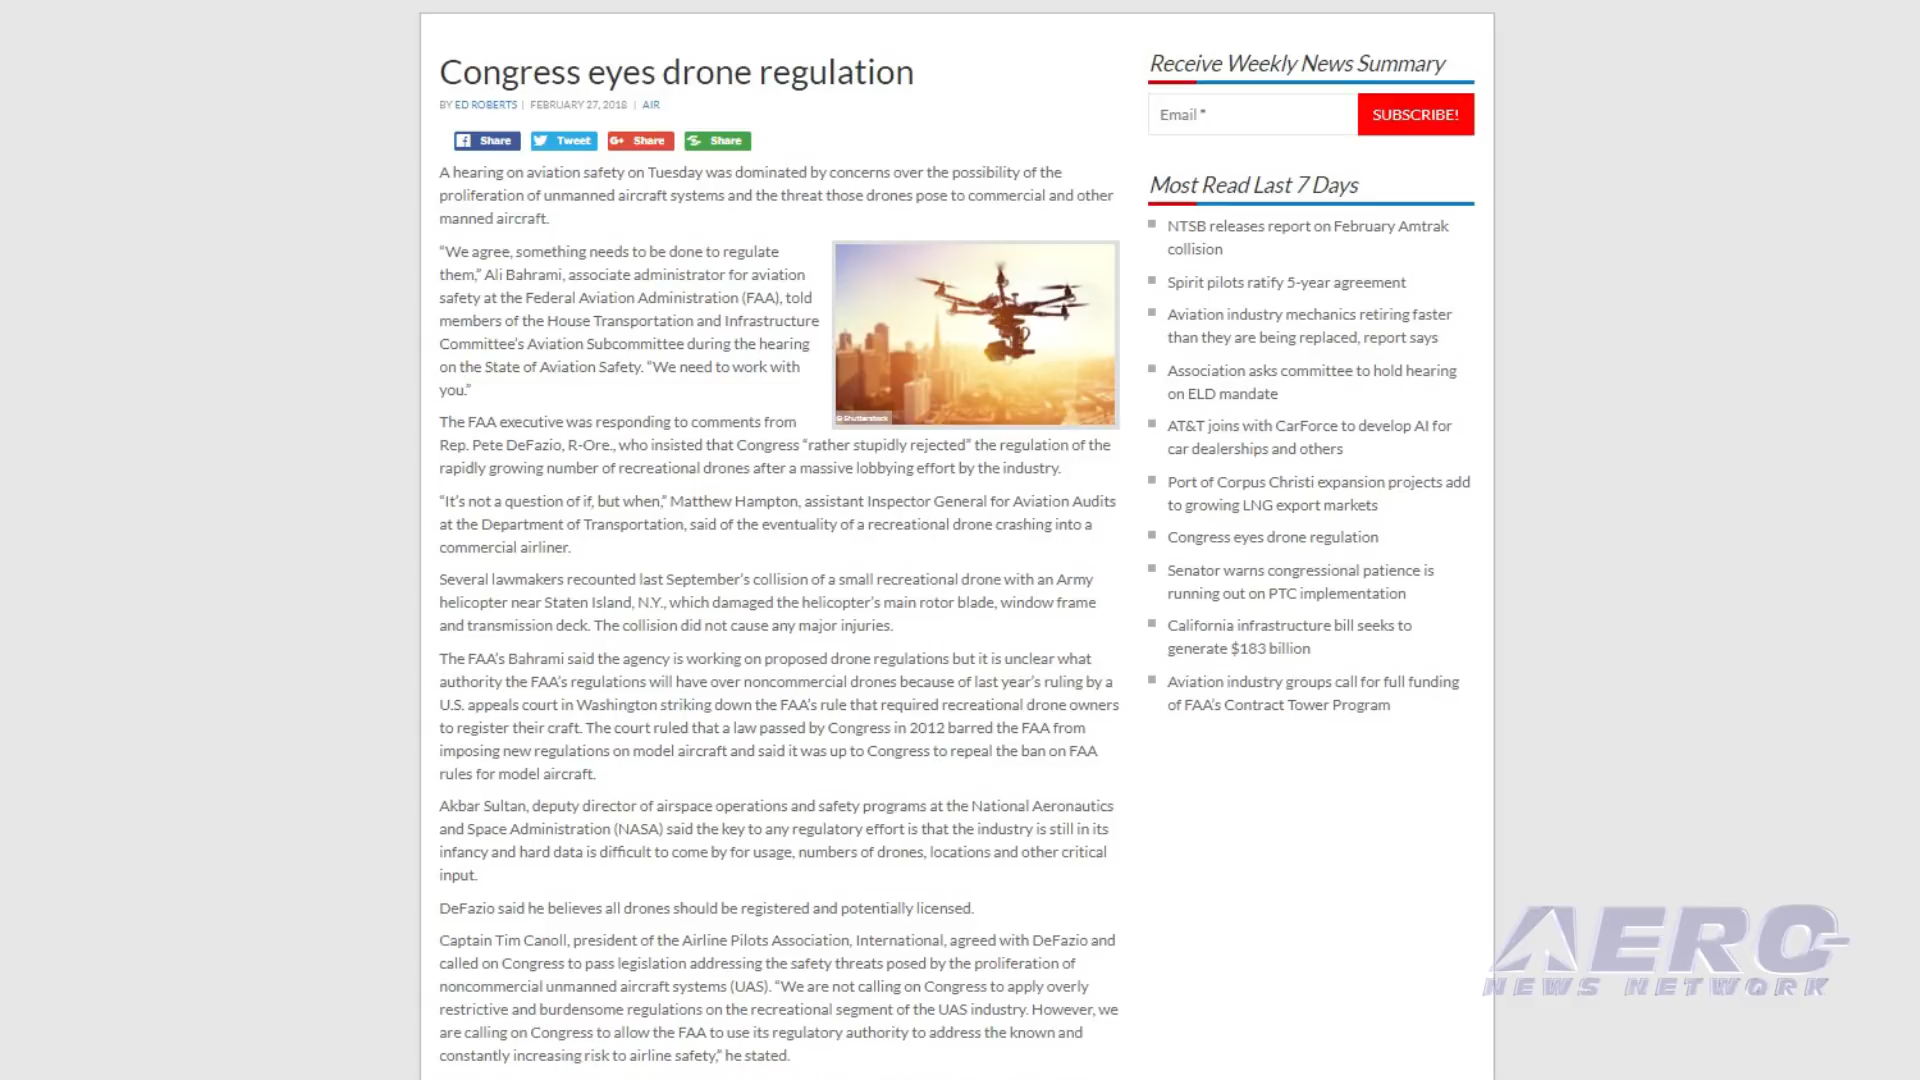 Congress eyes drone regulation
BY ED ROBERTS | FEBRUARY 27, 2018 | AIR
Share Tweet Share Share
A hearing on aviation safety on Tuesday was dominated by concerns over the possibility of the
proliferation of unmanned aircraft systems and the threat those drones pose to commercial and other
manned aircraft.
“We agree, something needs to be done to regulate
them,” Ali Bahrami, associate administrator for aviation
safety at the Federal Aviation Administration (FAA), told
members of the House Transportation and Infrastructure
Committee’s Aviation Subcommittee during the hearing
on the State of Aviation Safety. “We need to work with
you.”
© Shutterstock
The FAA executive was responding to comments from
Rep. Pete DeFazio, R-Ore., who insisted that Congress “rather stupidly rejected” the regulation of the
rapidly growing number of recreational drones after a massive lobbying effort by the industry.
“It’s not a question of if, but when,” Matthew Hampton, assistant Inspector General for Aviation Audits
at the Department of Transportation, said of the eventuality of a recreational drone crashing into a
commercial airliner.
Several lawmakers recounted last September’s collision of a small recreational drone with an Army
helicopter near Staten Island, N.Y., which damaged the helicopter’s main rotor blade, window frame
and transmission deck. The collision did not cause any major injuries.
The FAA’s Bahrami said the agency is working on proposed drone regulations but it is unclear what
authority the FAA’s regulations will have over noncommercial drones because of last year’s ruling by a
U.S. appeals court in Washington striking down the FAA’s rule that required recreational drone owners
to register their craft. The court ruled that a law passed by Congress in 2012 barred the FAA from
imposing new regulations on model aircraft and said it was up to Congress to repeal the ban on FAA
rules for model aircraft.
Akbar Sultan, deputy director of airspace operations and safety programs at the National Aeronautics
and Space Administration (NASA) said the key to any regulatory effort is that the industry is still in its
infancy and hard data is difficult to come by for usage, numbers of drones, locations and other critical
input.
DeFazio said he believes all drones should be registered and potentially licensed.
Captain Tim Canoll, president of the Airline Pilots Association, International, agreed with DeFazio and
called on Congress to pass legislation addressing the safety threats posed by the proliferation of
noncommercial unmanned aircraft systems (UAS). “We are not calling on Congress to apply overly
restrictive and burdensome regulations on the recreational segment of the UAS industry. However, we
are calling on Congress to allow the FAA to use its regulatory authority to address the known and
constantly increasing risk to airline safety,” he stated.
Receive Weekly News Summary
Email * SUBSCRIBE!
Most Read Last 7 Days
NTSB releases report on February Amtrak
collision
Spirit pilots ratify 5-year agreement
Aviation industry mechanics retiring faster
than they are being replaced, report says
Association asks committee to hold hearing
on ELD mandate
AT&T joins with CarForce to develop AI for
car dealerships and others
Port of Corpus Christi expansion projects add
to growing LNG export markets
Congress eyes drone regulation
Senator warns congressional patience is
running out on PTC implementation
California infrastructure bill seeks to
generate $183 billion
Aviation industry groups call for full funding
of FAA’s Contract Tower Program
AERO
NEWS NETWORK